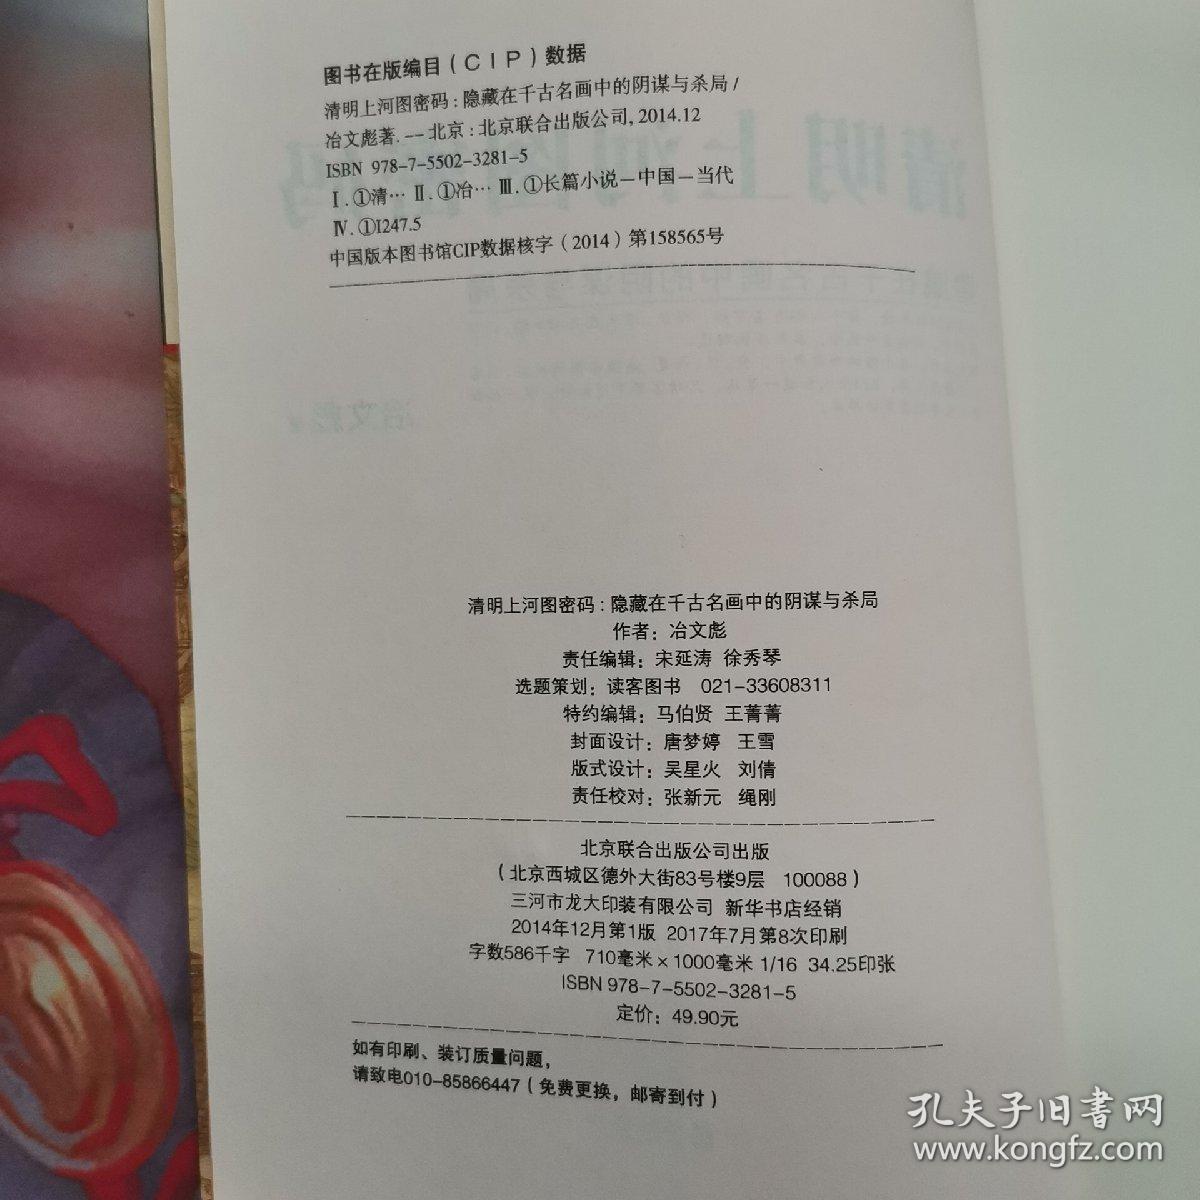 图书在版编目（CIP）数据
清明上河图密码：隐藏在千古名画中的阴谋与杀局/
冶文彪著. -- 北京：北京联合出版公司, 2014.12
ISBN 978-7-5502-3281-5
Ⅰ. ①清… Ⅱ. ①冶… Ⅲ. ①长篇小说－中国－当代
Ⅳ. ①I247.5
中国版本图书馆CIP数据核字（2014）第158565号
清明上河图密码：隐藏在千古名画中的阴谋与杀局
作者：冶文彪
责任编辑：宋延涛 徐秀琴
选题策划：读客图书 021-33608311
特约编辑：马伯贤 王菁菁
封面设计：唐梦婷 王雪
版式设计：吴星火 刘倩
责任校对：张新元 绳刚
北京联合出版公司出版
（北京西城区德外大街83号楼9层 100088）
三河市龙大印装有限公司 新华书店经销
2014年12月第1版 2017年7月第8次印刷
字数586千字 710毫米×1000毫米 1/16 34.25印张
ISBN 978-7-5502-3281-5
定价：49.90元
如有印刷、装订质量问题，
请致电010-85866447（免费更换，邮寄到付）
孔夫子旧书网
www.kongfz.com